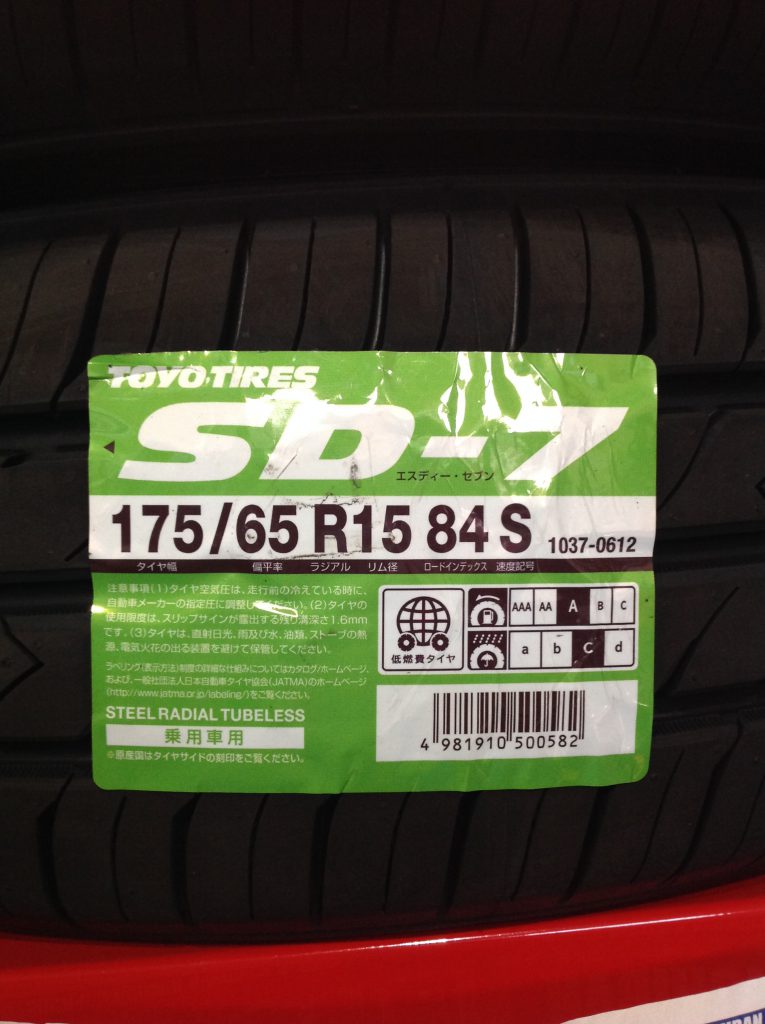 TOYO TIRES
SD-7
エスディー・セブン
175/65 R15 84 S 1037-0612
タイヤ幅 偏平率 ラジアル リム径 ロードインデックス 速度記号
注意事項(1)タイヤ空気圧は、走行前の冷えている時に、
自動車メーカーの指定圧に調整してください。(2)タイヤの
使用限度は、スリップサインが露出する残り溝深さ1.6mm
です。(3)タイヤは、直射日光、雨及び水、油類、ストーブの熱
源、電気火花の出る装置を避けて保管してください。
ラベリング(表示方法)制度の詳細な仕組みについてはカタログ/ホームページ、
および、一般社団法人日本自動車タイヤ協会(JATMA)のホームページ
(http://www.jatma.or.jp/labeling/)をご覧ください。
STEEL RADIAL TUBELESS
乗用車用
※原産国はタイヤサイドの刻印をご覧ください。
AAA AA A B C
a b C d
低燃費タイヤ
4 981910 500582